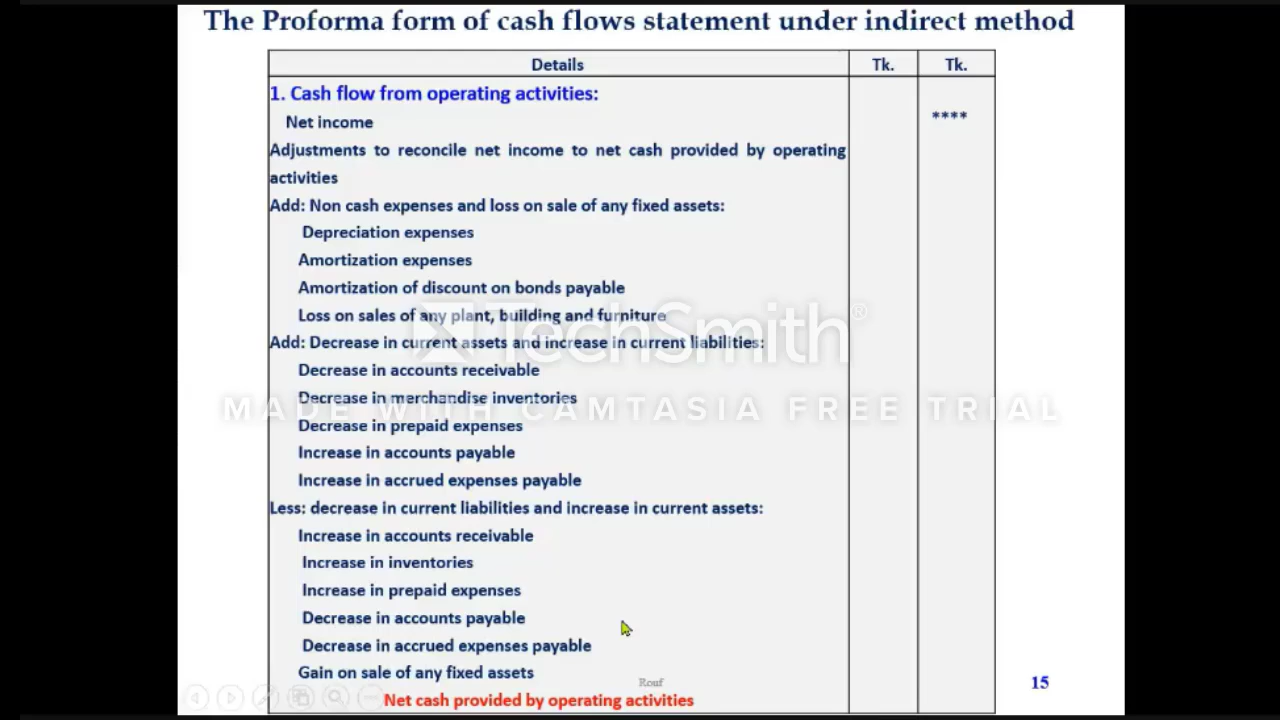 The Proforma form of cash flows statement under indirect method
Details Tk. Tk.
1. Cash flow from operating activities:
Net income ****
Adjustments to reconcile net income to net cash provided by operating
activities
Add: Non cash expenses and loss on sale of any fixed assets:
Depreciation expenses
Amortization expenses
Amortization of discount on bonds payable
Loss on sales of any plant, building and furniture
TechSmith®
Add: Decrease in current assets and increase in current liabilities:
Decrease in accounts receivable
Decrease in merchandise inventories
MADE WITH CAMTASIA FREE TRIAL
Decrease in prepaid expenses
Increase in accounts payable
Increase in accrued expenses payable
Less: decrease in current liabilities and increase in current assets:
Increase in accounts receivable
Increase in inventories
Increase in prepaid expenses
Decrease in accounts payable
Decrease in accrued expenses payable
Gain on sale of any fixed assets
Rouf
15
Net cash provided by operating activities